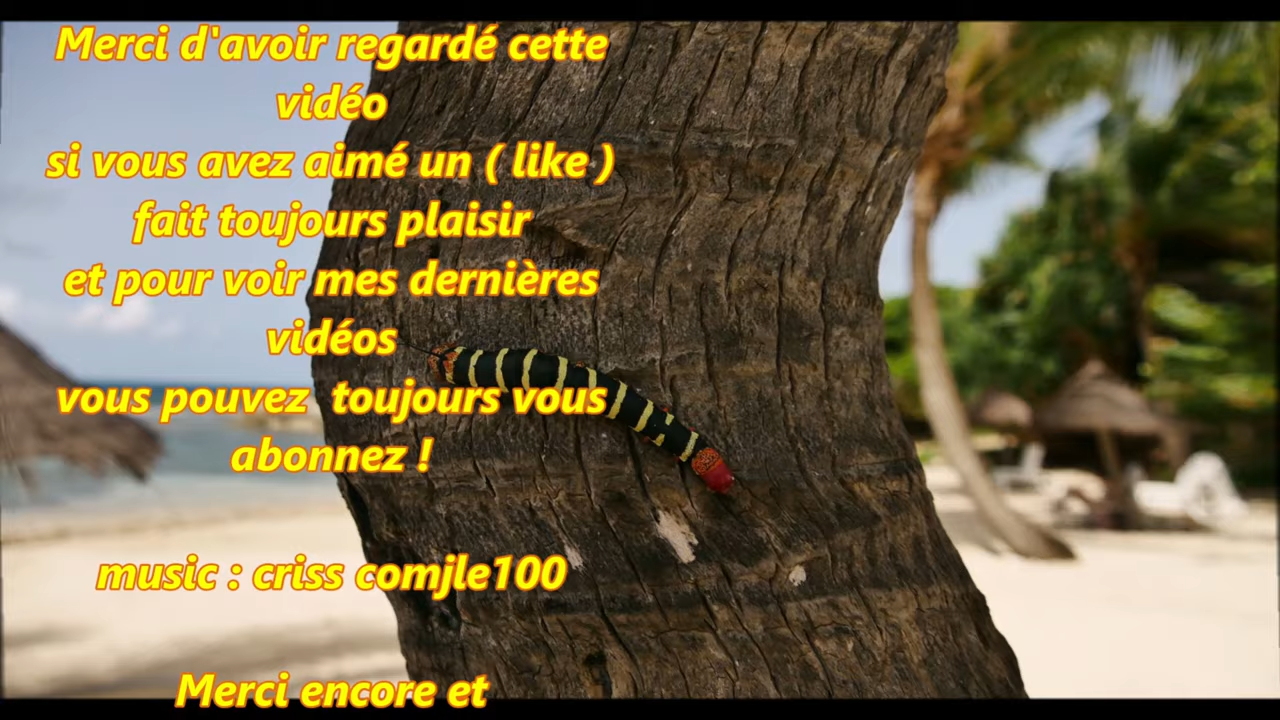 Merci d'avoir regardé cette
vidéo
si vous avez aimé un ( like )
fait toujours plaisir
et pour voir mes dernières
vidéos
vous pouvez  toujours vous
abonnez !
music : criss comjle100
Merci encore et